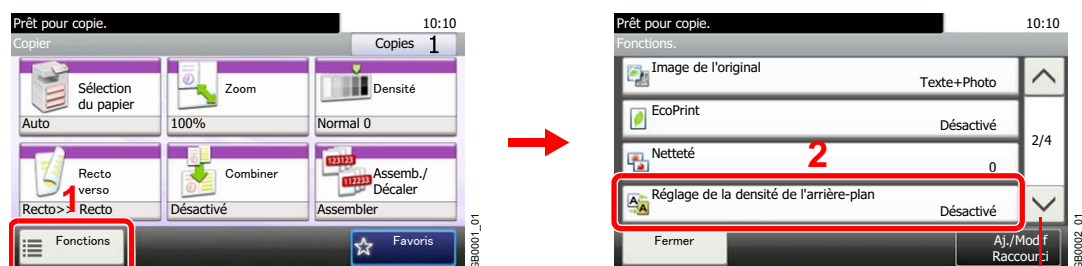 Prêt pour copie.
10:10
Copier
Copies 1
Sélection
du papier
Auto
Zoom
100%
Densité
Normal 0
Recto
verso
Recto>> Recto
Combiner
Désactivé
123123
112233
Assemb./
Décaler
Assembler
1
Fonctions
Favoris
GB0001_01
Prêt pour copie.
10:10
Fonctions.
Image de l'original
Texte+Photo
EcoPrint
Désactivé
2/4
Netteté
0
2
Réglage de la densité de l'arrière-plan
Désactivé
Fermer
Aj./Modif
Raccourci
GB0002_01